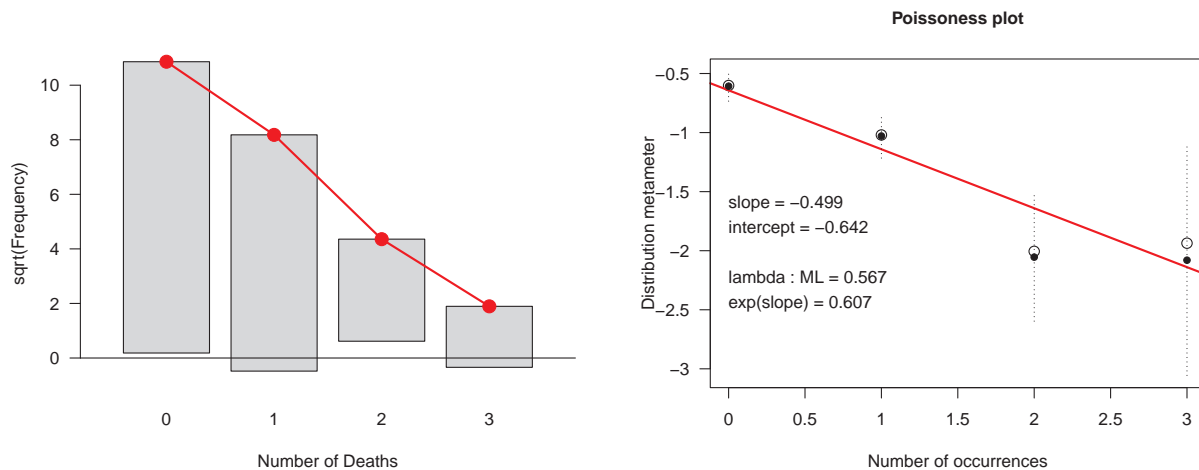 sqrt(Frequency)
10
8
6
4
2
0
0 1 2 3
Number of Deaths
Poissoness plot
Distribution metameter
−0.5
−1
−1.5
−2
−2.5
−3
slope = −0.499
intercept = −0.642
lambda : ML = 0.567
exp(slope) = 0.607
0 0.5 1 1.5 2 2.5 3
Number of occurrences